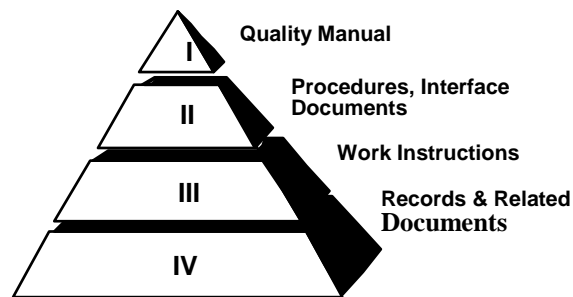 I
Quality Manual
II
Procedures, Interface
Documents
III
Work Instructions
IV
Records & Related
Documents